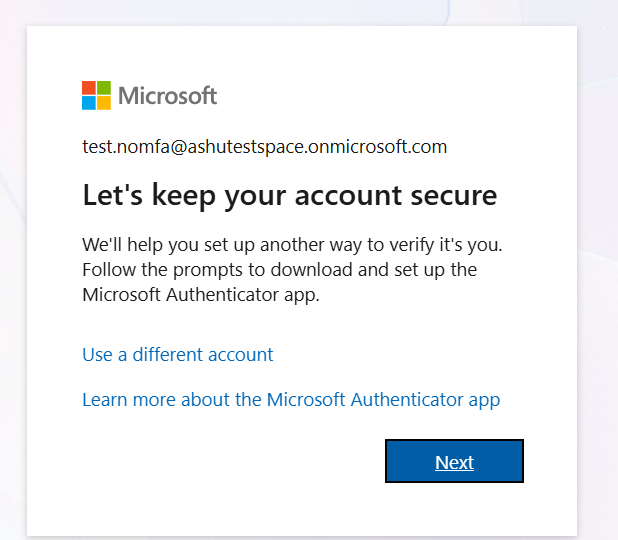 Microsoft
test.nomfa@ashutestspace.onmicrosoft.com
Let's keep your account secure
We'll help you set up another way to verify it's you.
Follow the prompts to download and set up the
Microsoft Authenticator app.
Use a different account
Learn more about the Microsoft Authenticator app
Next